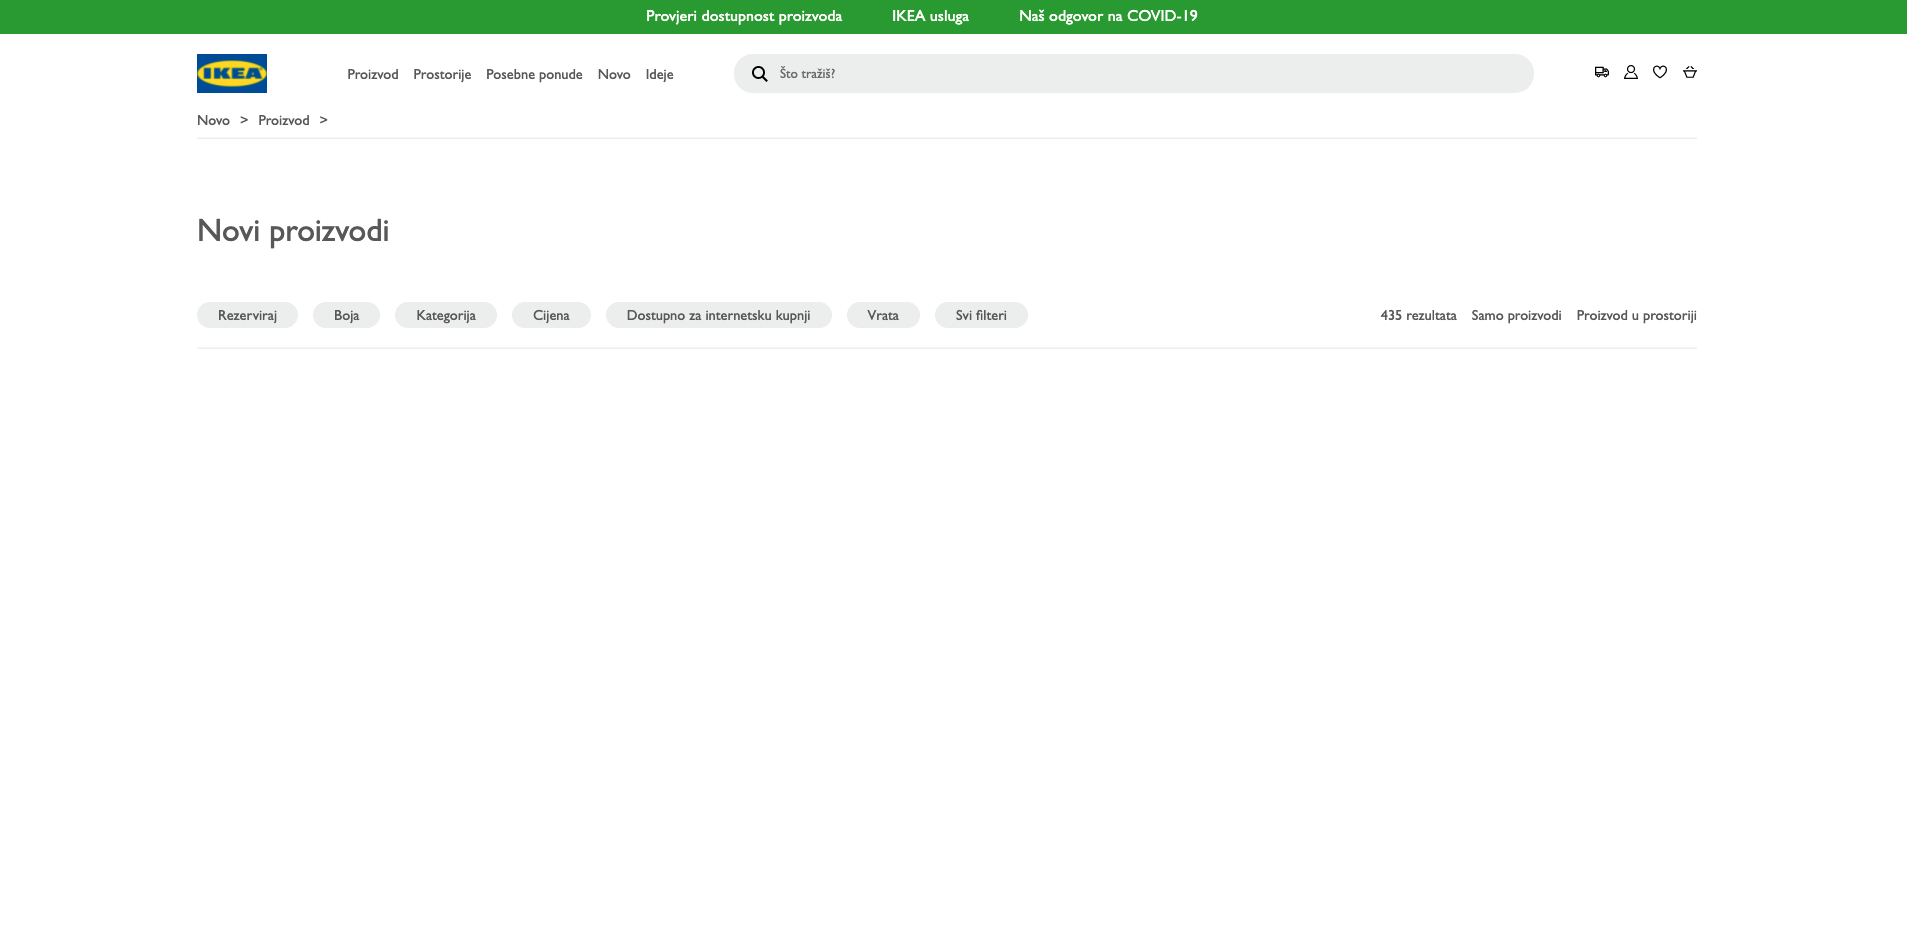 Provjeri dostupnost proizvoda IKEA usluga Naš odgovor na COVID-19
IKEA Proizvod Prostorije Posebne ponude Novo Ideje Što tražiš?
Novo > Proizvod >
Novi proizvodi
Rezerviraj Boja Kategorija Cijena Dostupno za internetsku kupnji Vrata Svi filteri 435 rezultata Samo proizvodi Proizvod u prostoriji